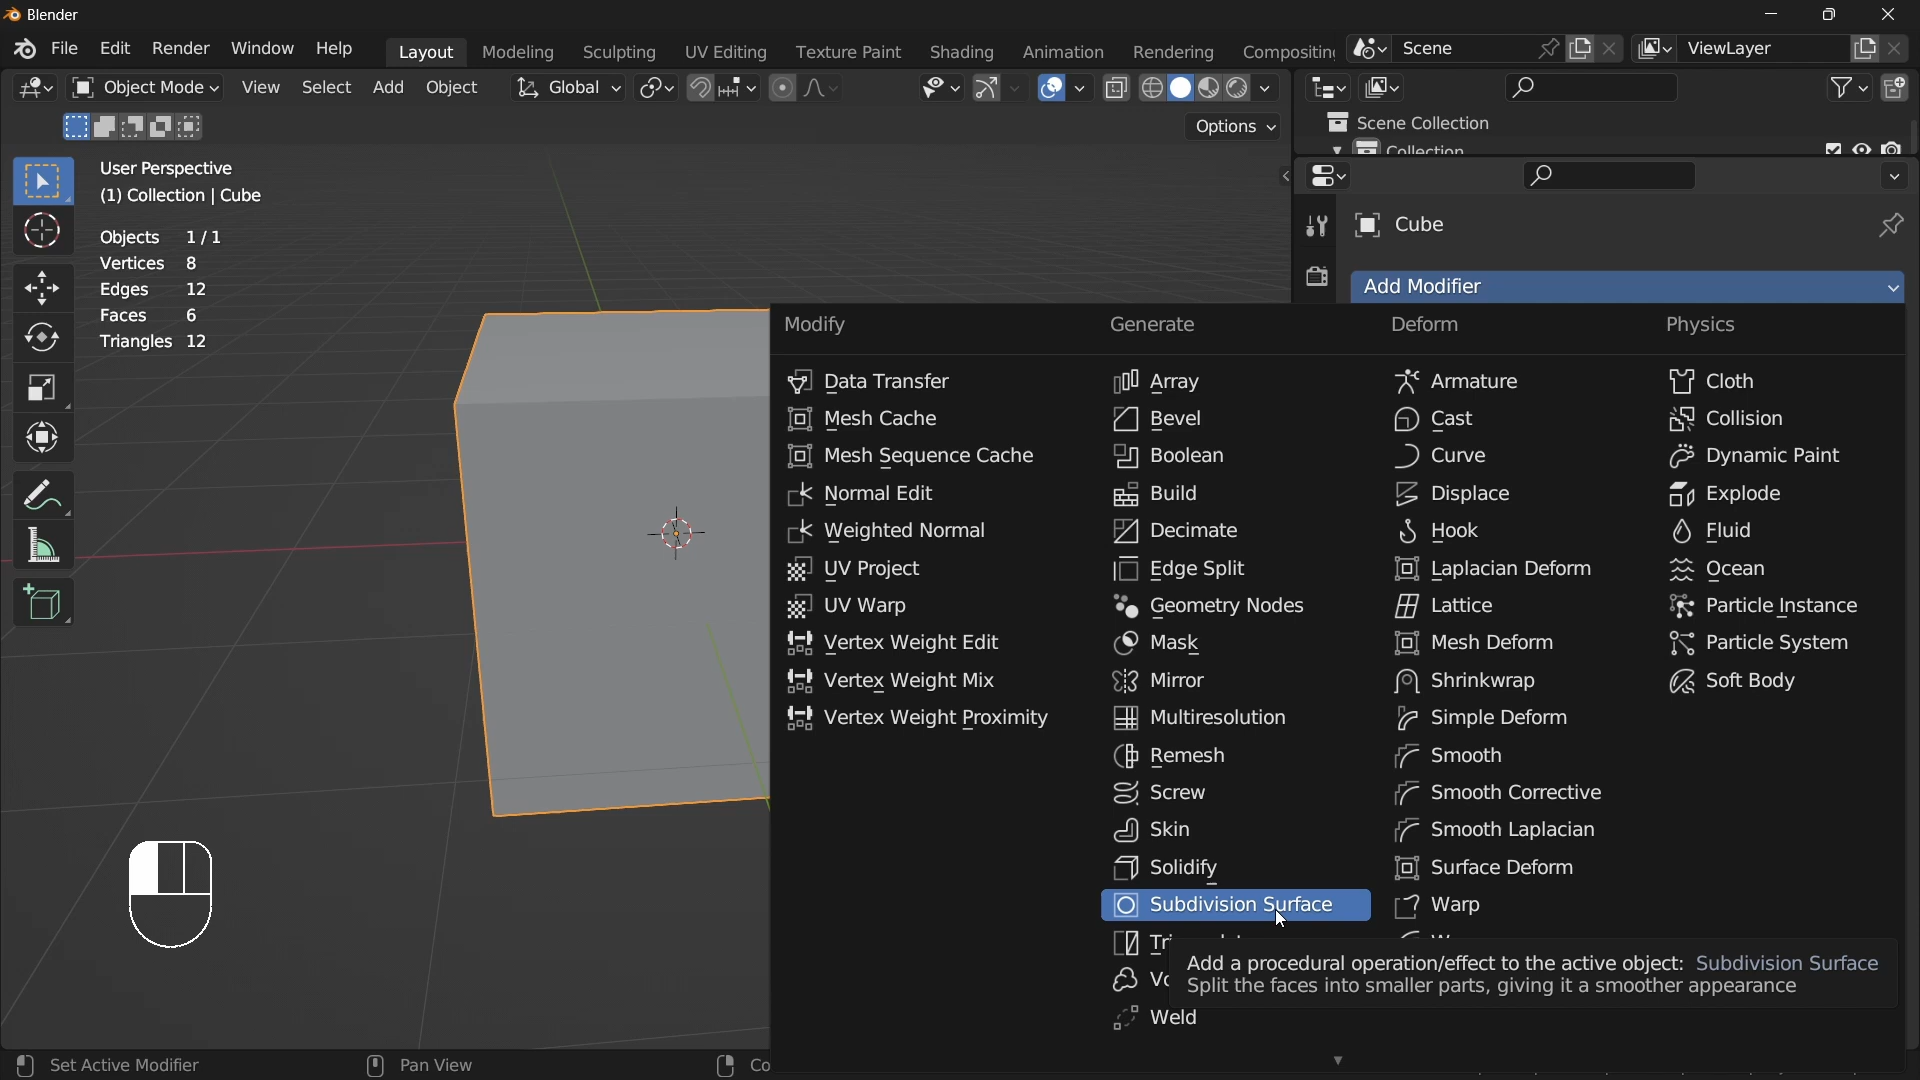 Blender
File Edit Render Window Help Layout Modeling Sculpting UV Editing Texture Paint Shading Animation Rendering Compositing Scene ViewLayer
Object Mode View Select Add Object Global
Options
User Perspective
(1) Collection | Cube
Objects 1/1
Vertices 8
Edges 12
Faces 6
Triangles 12
Scene Collection
Collection
Cube
Add Modifier
Modify
Data Transfer
Mesh Cache
Mesh Sequence Cache
Normal Edit
Weighted Normal
UV Project
UV Warp
Vertex Weight Edit
Vertex Weight Mix
Vertex Weight Proximity
Generate
Array
Bevel
Boolean
Build
Decimate
Edge Split
Geometry Nodes
Mask
Mirror
Multiresolution
Remesh
Screw
Skin
Solidify
Subdivision Surface
Weld
Deform
Armature
Cast
Curve
Displace
Hook
Laplacian Deform
Lattice
Mesh Deform
Shrinkwrap
Simple Deform
Smooth
Smooth Corrective
Smooth Laplacian
Surface Deform
Warp
Physics
Cloth
Collision
Dynamic Paint
Explode
Fluid
Ocean
Particle Instance
Particle System
Soft Body
Add a procedural operation/effect to the active object: Subdivision Surface
Split the faces into smaller parts, giving it a smoother appearance
Set Active Modifier Pan View Co